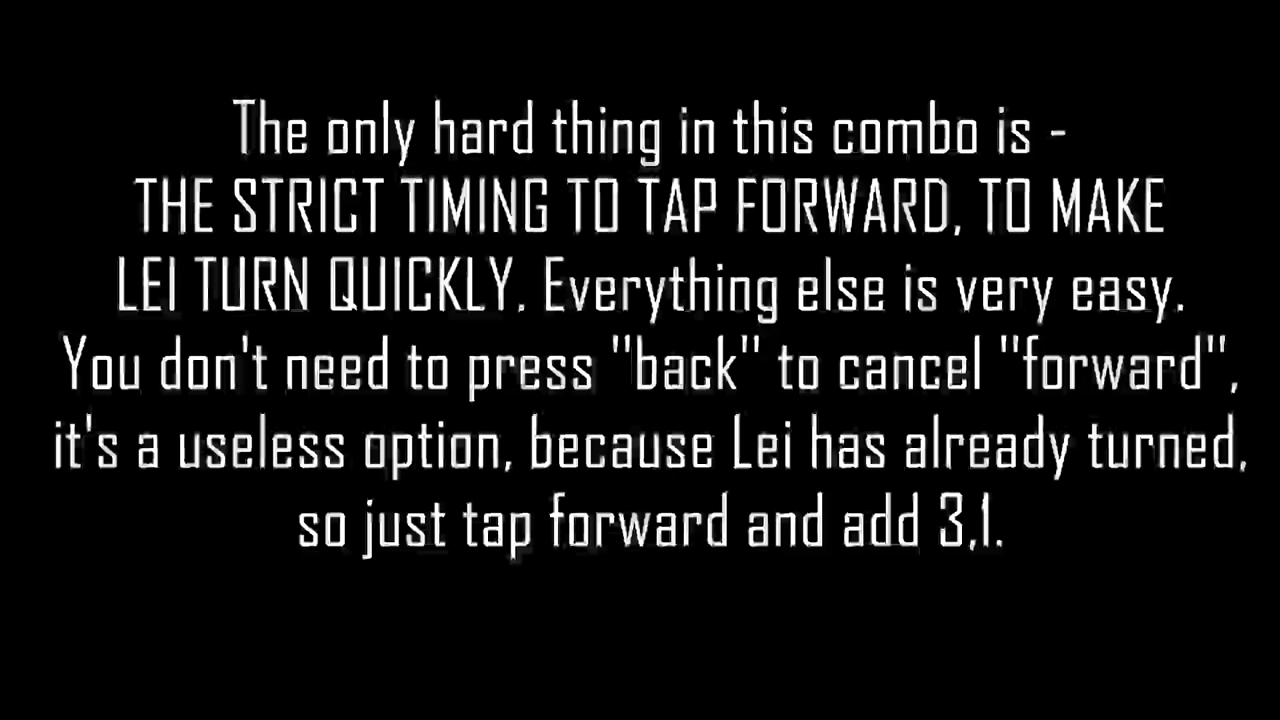 The only hard thing in this combo is -
THE STRICT TIMING TO TAP FORWARD, TO MAKE
LEI TURN QUICKLY. Everything else is very easy.
You don't need to press "back" to cancel "forward",
it's a useless option, because Lei has already turned,
so just tap forward and add 3,1.